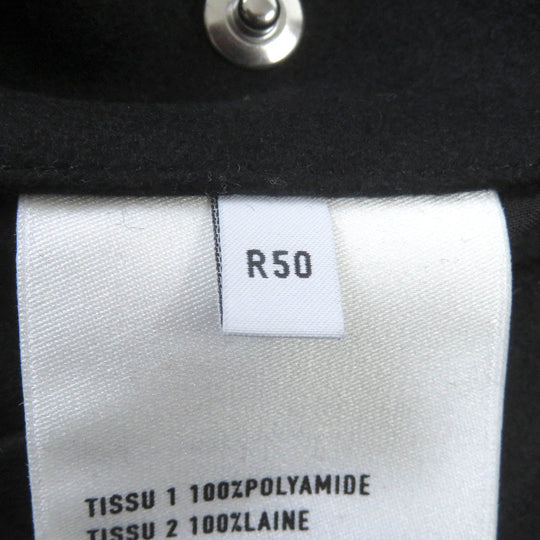 R50
TISSU 1 100%POLYAMIDE
TISSU 2 100%LAINE